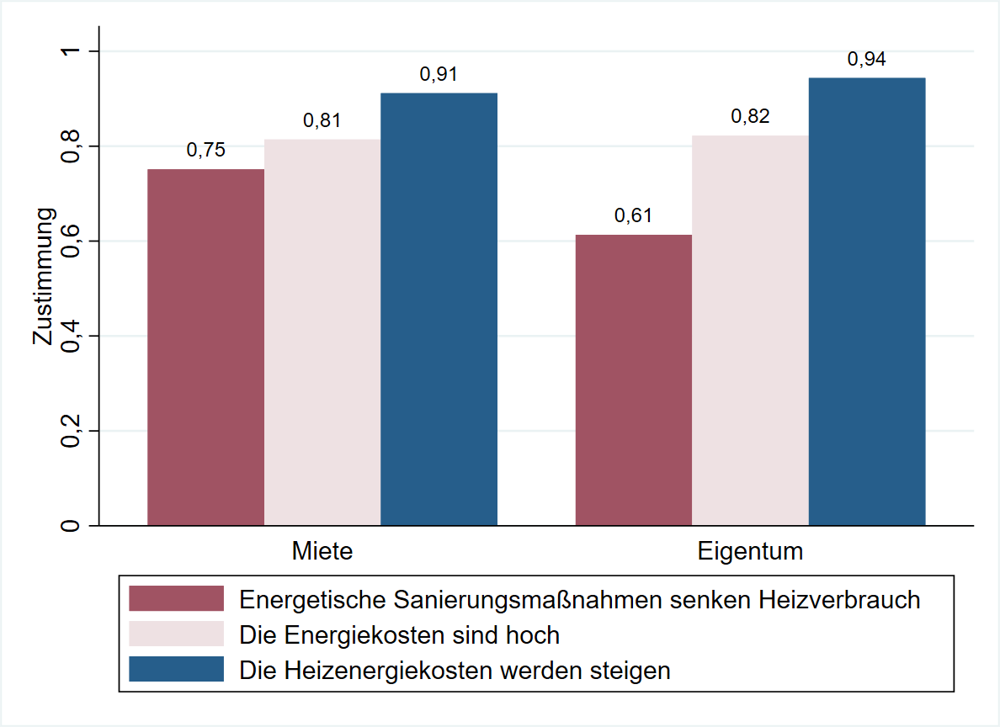 Zustimmung
1
0,8
0,6
0,4
0,2
0
0,75
0,81
0,91
0,61
0,82
0,94
Miete
Eigentum
Energetische Sanierungsmaßnahmen senken Heizverbrauch
Die Energiekosten sind hoch
Die Heizenergiekosten werden steigen